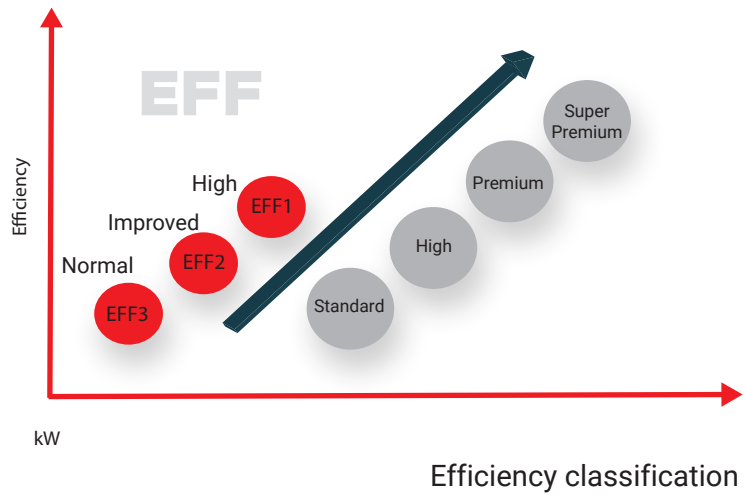 EFF
Super
Premium
Premium
High
EFF1
Improved
High
Normal
EFF2
Standard
EFF3
Efficiency
kW
Efficiency classification